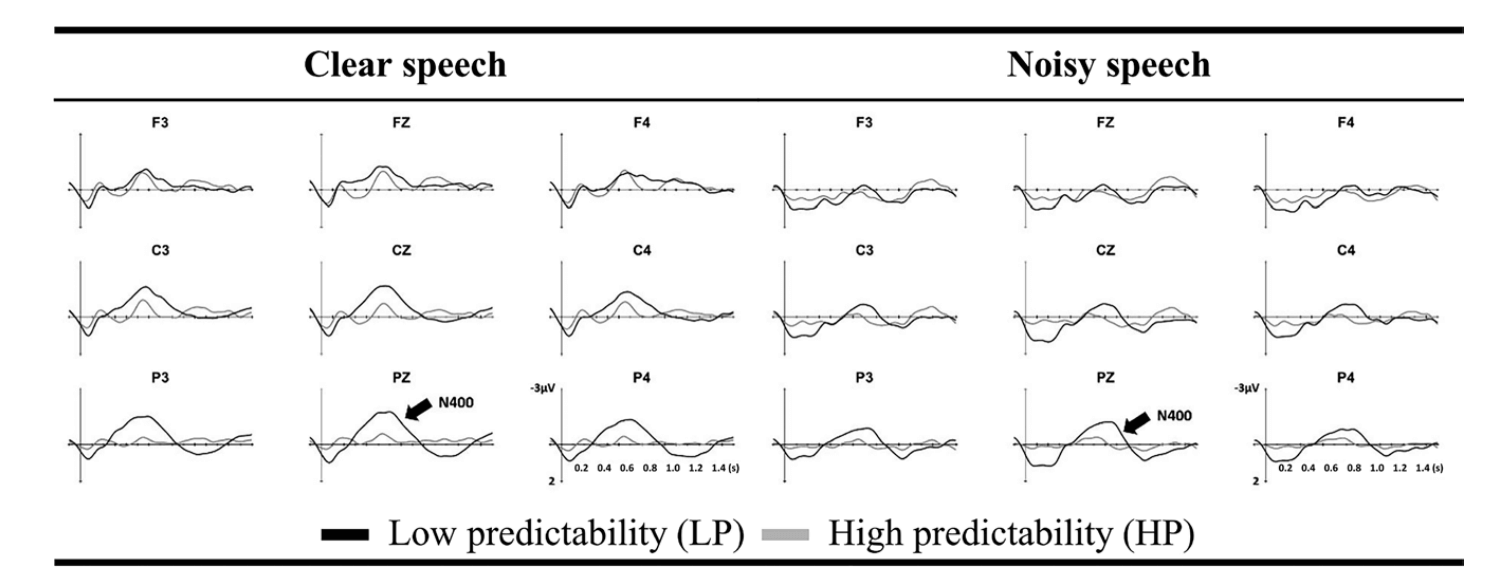 Clear speech Noisy speech
F3 FZ F4 F3 FZ F4
C3 CZ C4 C3 CZ C4
P3 PZ P4 P3 PZ P4
-3μV -3μV
N400 N400
0.2 0.4 0.6 0.8 1.0 1.2 1.4 (s) 0.2 0.4 0.6 0.8 1.0 1.2 1.4 (s)
2 2
Low predictability (LP) High predictability (HP)